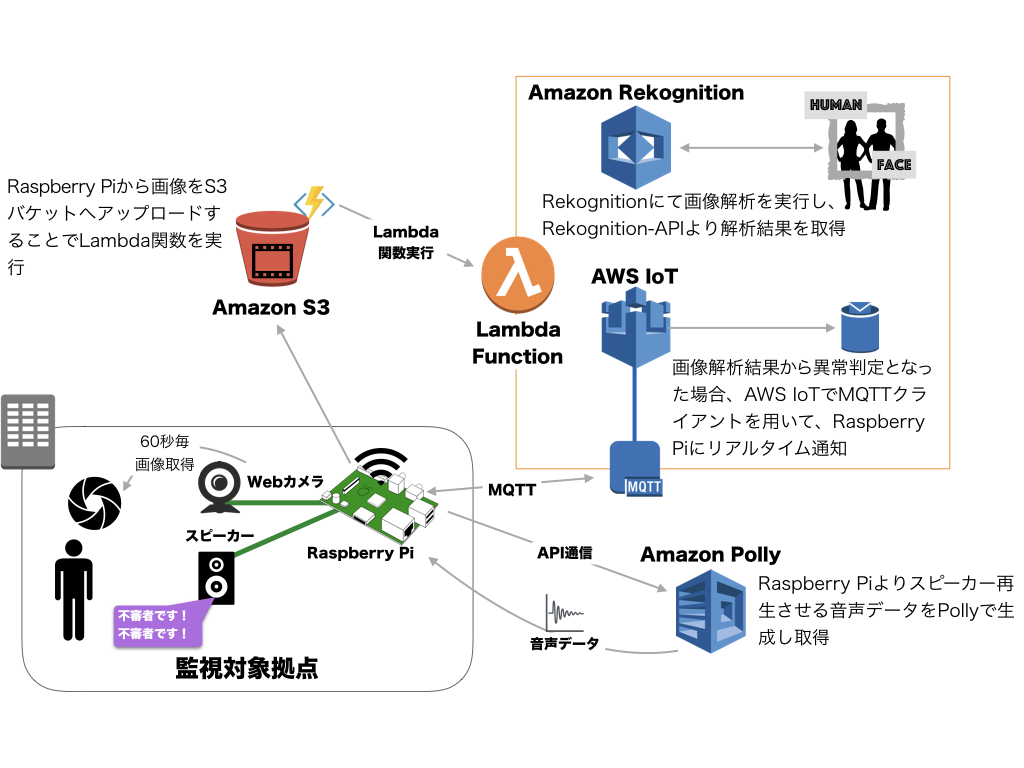 Amazon Rekognition
HUMAN
FACE
Rekognitionにて画像解析を実行し、
Rekognition-APIより解析結果を取得
Raspberry Piから画像をS3
バケットへアップロードす
ることでLambda関数を実
行
Lambda
関数実行
Amazon S3
Lambda
Function
AWS IoT
画像解析結果から異常判定となっ
た場合、AWS IoTでMQTTクラ
イアントを用いて、Raspberry
Piにリアルタイム通知
MQTT
MQTT
60秒毎
画像取得
Webカメラ
スピーカー
Raspberry Pi
不審者です！
不審者です！
監視対象拠点
API通信
音声データ
Amazon Polly
Raspberry Piよりスピーカー再
生させる音声データをPollyで生
成し取得